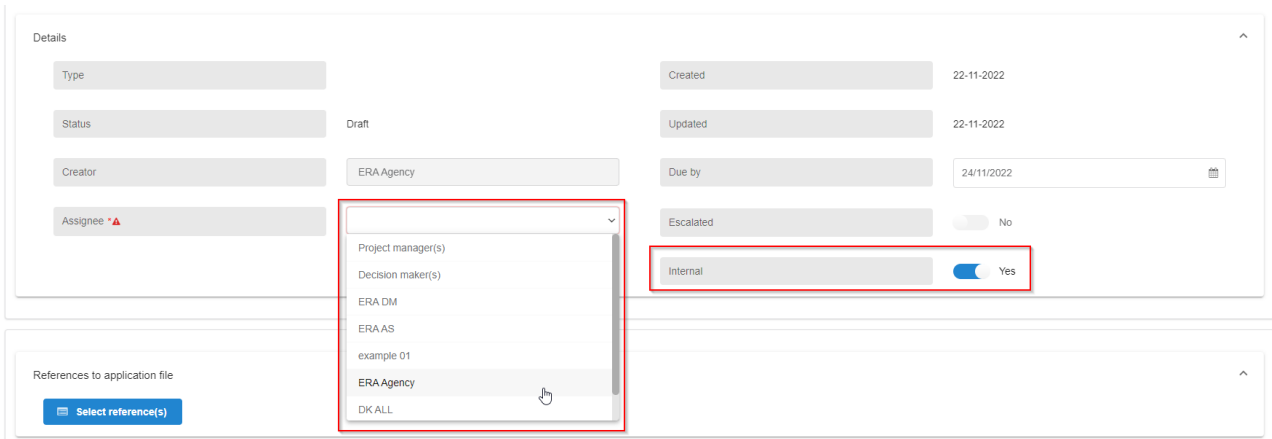 Details
Type
Created
22-11-2022
Status
Draft
Updated
22-11-2022
Creator
ERA Agency
Due by
24/11/2022
Assignee *
Escalated
No
Project manager(s)
Internal
Yes
Decision maker(s)
ERA DM
ERA AS
example 01
References to application file
ERA Agency
Select reference(s)
DK ALL